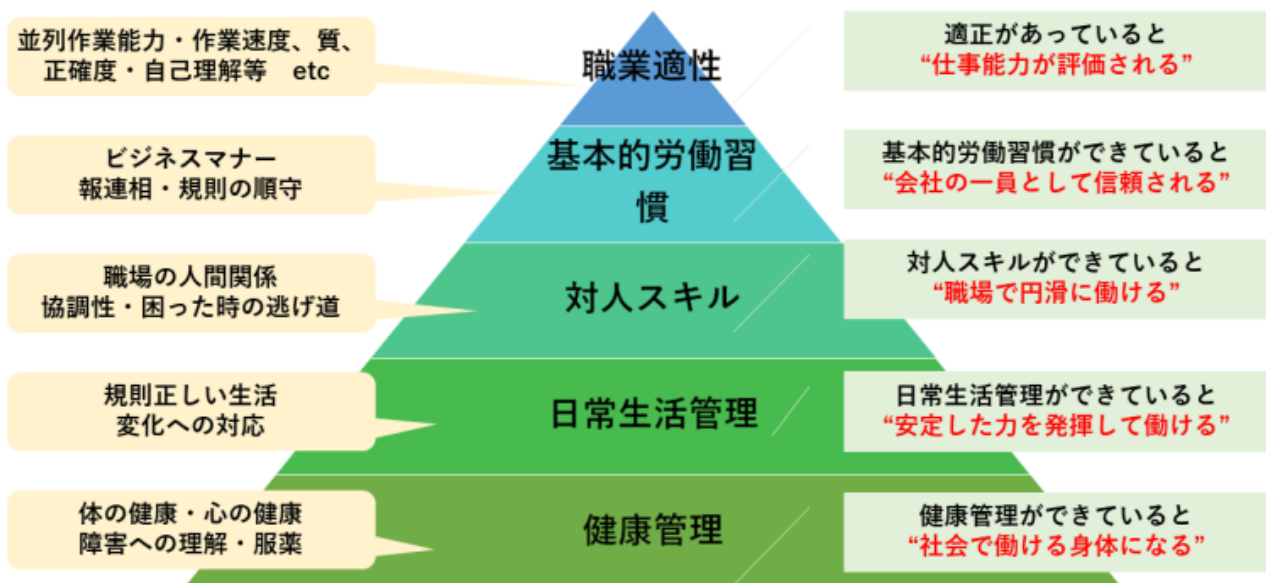 並列作業能力・作業速度、質、
正確度・自己理解等　etc
職業適性
適正があっていると
“仕事能力が評価される”
ビジネスマナー
報連相・規則の順守
基本的労働習
慣
基本的労働習慣ができていると
“会社の一員として信頼される”
職場の人間関係
協調性・困った時の逃げ道
対人スキル
対人スキルができていると
“職場で円滑に働ける”
規則正しい生活
変化への対応
日常生活管理
日常生活管理ができていると
“安定した力を発揮して働ける”
体の健康・心の健康
障害への理解・服薬
健康管理
健康管理ができていると
“社会で働ける身体になる”